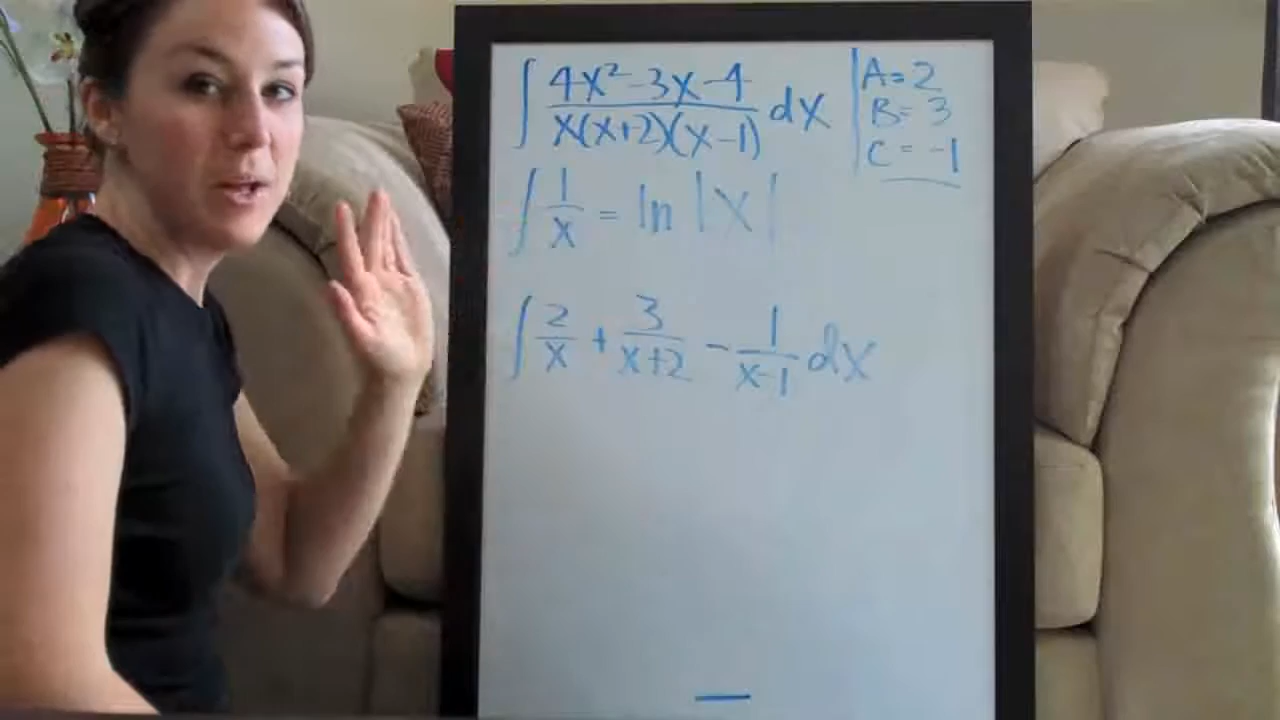 ∫ (4x² - 3x - 4) / (x(x+2)(x-1)) dx
A = 2
B = 3
C = -1
∫ 1/x = ln |x|
∫ 2/x + 3/(x+2) - 1/(x-1) dx